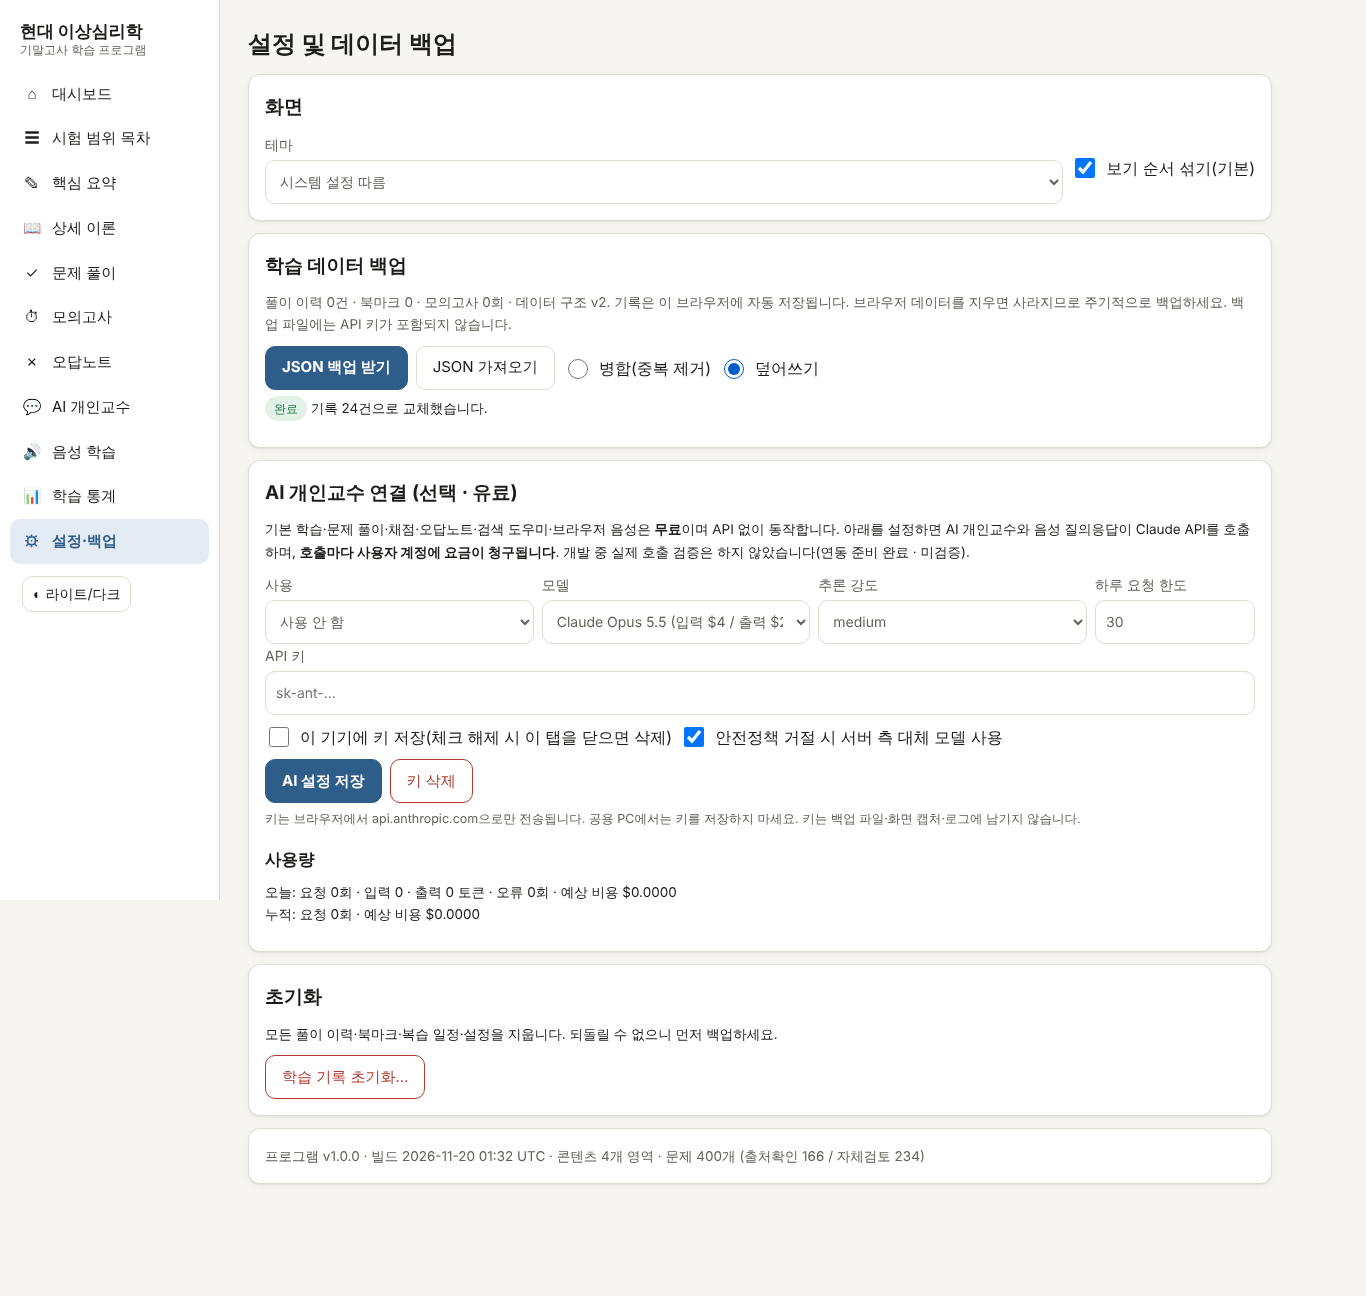 현대 이상심리학
기말고사 학습 프로그램
대시보드
시험 범위 목차
핵심 요약
상세 이론
문제 풀이
모의고사
오답노트
AI 개인교수
음성 학습
학습 통계
설정·백업
라이트/다크
설정 및 데이터 백업
화면
테마
시스템 설정 따름
보기 순서 섞기(기본)
학습 데이터 백업
풀이 이력 0건 · 북마크 0 · 모의고사 0회 · 데이터 구조 v2. 기록은 이 브라우저에 자동 저장됩니다. 브라우저 데이터를 지우면 사라지므로 주기적으로 백업하세요. 백
업 파일에는 API 키가 포함되지 않습니다.
JSON 백업 받기 JSON 가져오기 병합(중복 제거) 덮어쓰기
완료 기록 24건으로 교체했습니다.
AI 개인교수 연결 (선택 · 유료)
기본 학습·문제 풀이·채점·오답노트·검색 도우미·브라우저 음성은 무료이며 API 없이 동작합니다. 아래를 설정하면 AI 개인교수와 음성 질의응답이 Claude API를 호출
하며, 호출마다 사용자 계정에 요금이 청구됩니다. 개발 중 실제 호출 검증은 하지 않았습니다(연동 준비 완료 · 미검증).
사용 모델 추론 강도 하루 요청 한도
사용 안 함 Claude Opus 5.5 (입력 $4 / 출력 $2 medium 30
API 키
sk-ant-...
이 기기에 키 저장(체크 해제 시 이 탭을 닫으면 삭제) 안전정책 거절 시 서버 측 대체 모델 사용
AI 설정 저장 키 삭제
키는 브라우저에서 api.anthropic.com으로만 전송됩니다. 공용 PC에서는 키를 저장하지 마세요. 키는 백업 파일·화면 캡처·로그에 남기지 않습니다.
사용량
오늘: 요청 0회 · 입력 0 · 출력 0 토큰 · 오류 0회 · 예상 비용 $0.0000
누적: 요청 0회 · 예상 비용 $0.0000
초기화
모든 풀이 이력·북마크·복습 일정·설정을 지웁니다. 되돌릴 수 없으니 먼저 백업하세요.
학습 기록 초기화...
프로그램 v1.0.0 · 빌드 2026-11-20 01:32 UTC · 콘텐츠 4개 영역 · 문제 400개 (출처확인 166 / 자체검토 234)